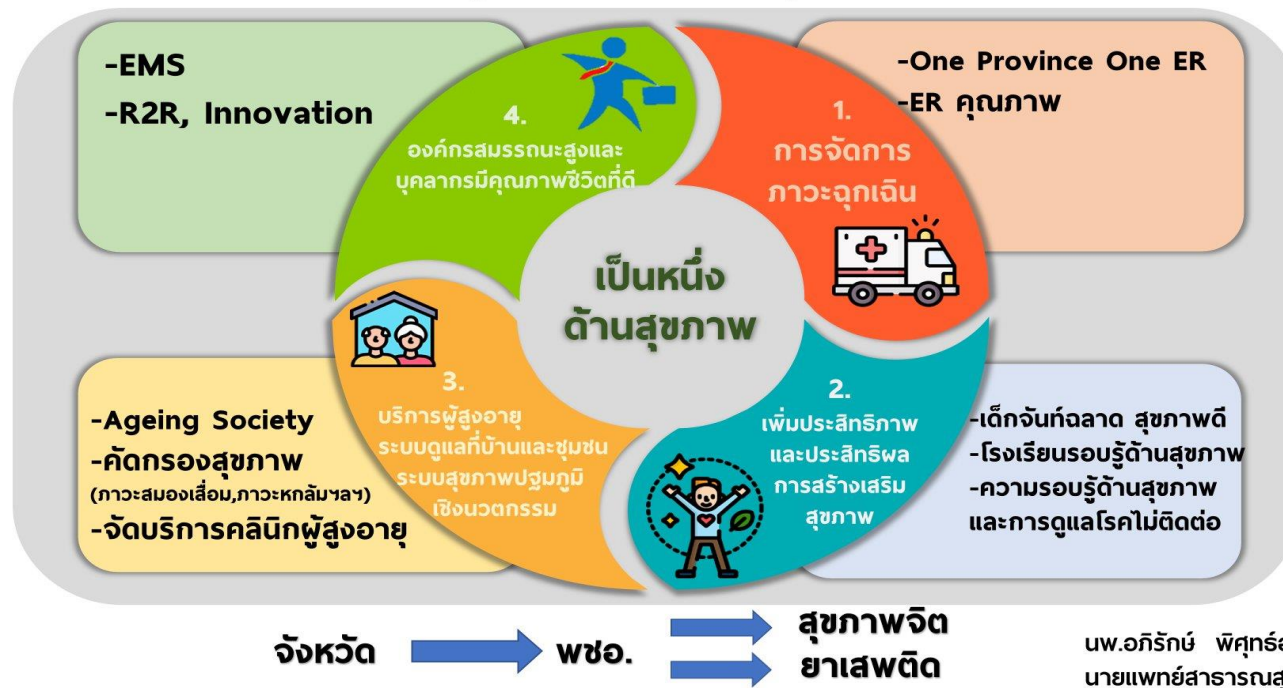 -EMS
-R2R, Innovation
4.
องค์กรสมรรถนะสูงและ
บุคลากรมีคุณภาพชีวิตที่ดี
-One Province One ER
-ER คุณภาพ
1.
การจัดการ
ภาวะฉุกเฉิน
เป็นหนึ่ง
ด้านสุขภาพ
-Ageing Society
-คัดกรองสุขภาพ
(ภาวะสมองเสื่อม,ภาวะหกล้มฯลฯ)
-จัดบริการคลินิกผู้สูงอายุ
3.
บริการผู้สูงอายุ
ระบบดูแลที่บ้านและชุมชน
ระบบสุขภาพปฐมภูมิ
เชิงนวตกรรม
2.
เพิ่มประสิทธิภาพ
และประสิทธิผล
การสร้างเสริม
สุขภาพ
-เด็กจันท์ฉลาด สุขภาพดี
-โรงเรียนรอบรู้ด้านสุขภาพ
-ความรอบรู้ด้านสุขภาพ
และการดูแลโรคไม่ติดต่อ
จังหวัด
พชอ.
สุขภาพจิต
ยาเสพติด
นพ.อภิรักษ์
นายแพทย์สาธารณสุ